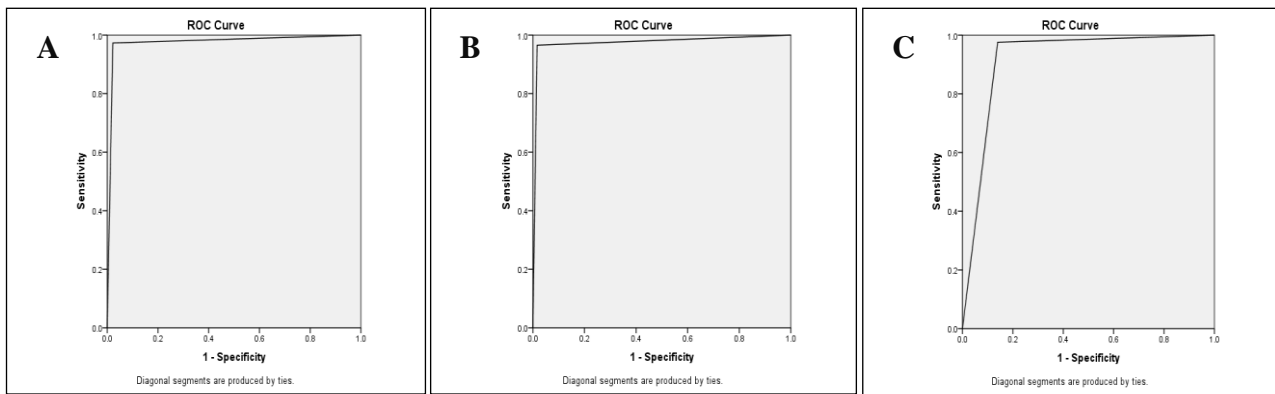 A
ROC Curve
Sensitivity
1.0
0.8
0.6
0.4
0.2
0.0
0.0 0.2 0.4 0.6 0.8 1.0
1 - Specificity
Diagonal segments are produced by ties.
B
ROC Curve
Sensitivity
1.0
0.8
0.6
0.4
0.2
0.0
0.0 0.2 0.4 0.6 0.8 1.0
1 - Specificity
Diagonal segments are produced by ties.
C
ROC Curve
Sensitivity
1.0
0.8
0.6
0.4
0.2
0.0
0.0 0.2 0.4 0.6 0.8 1.0
1 - Specificity
Diagonal segments are produced by ties.